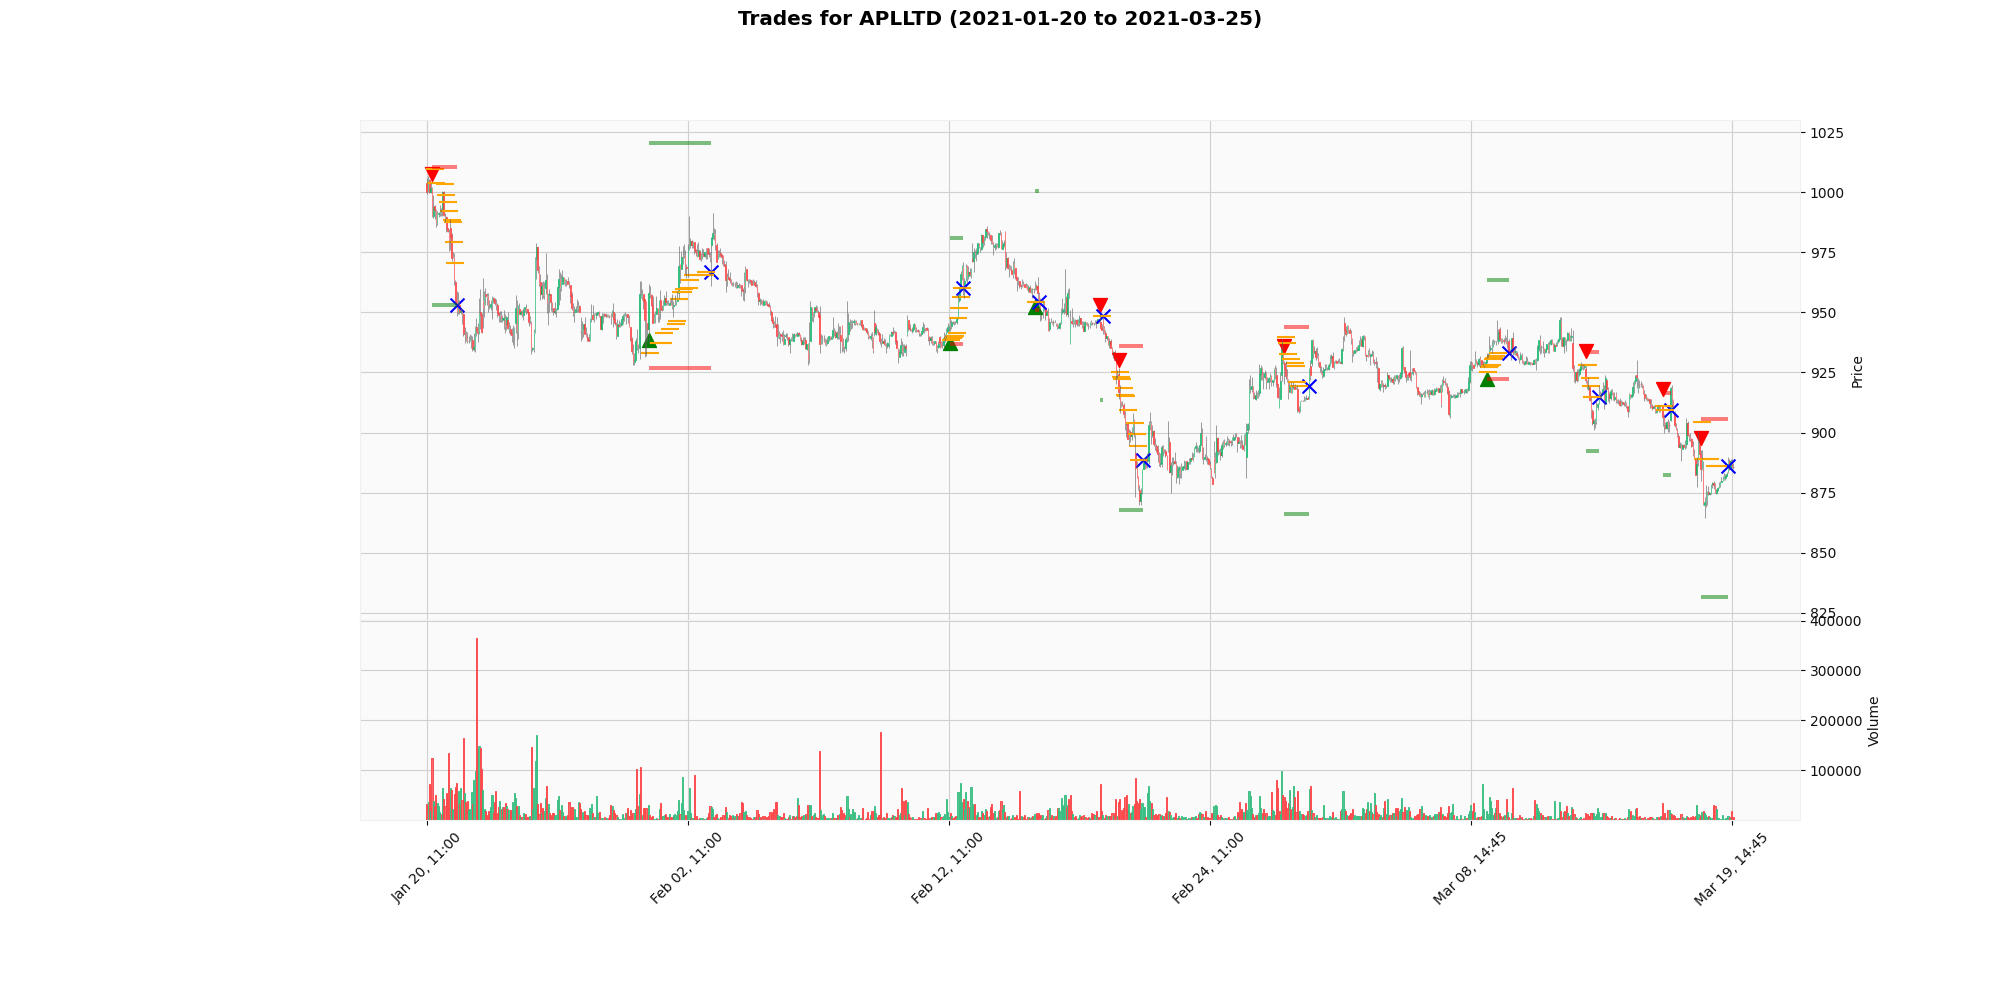 Trades for APLLTD (2021-01-20 to 2021-03-25)
1025
1000
975
950
925
900
875
850
825
Price
400000
300000
200000
100000
Volume
Jan 20, 11:00
Feb 02, 11:00
Feb 12, 11:00
Feb 24, 11:00
Mar 08, 14:45
Mar 19, 14:45